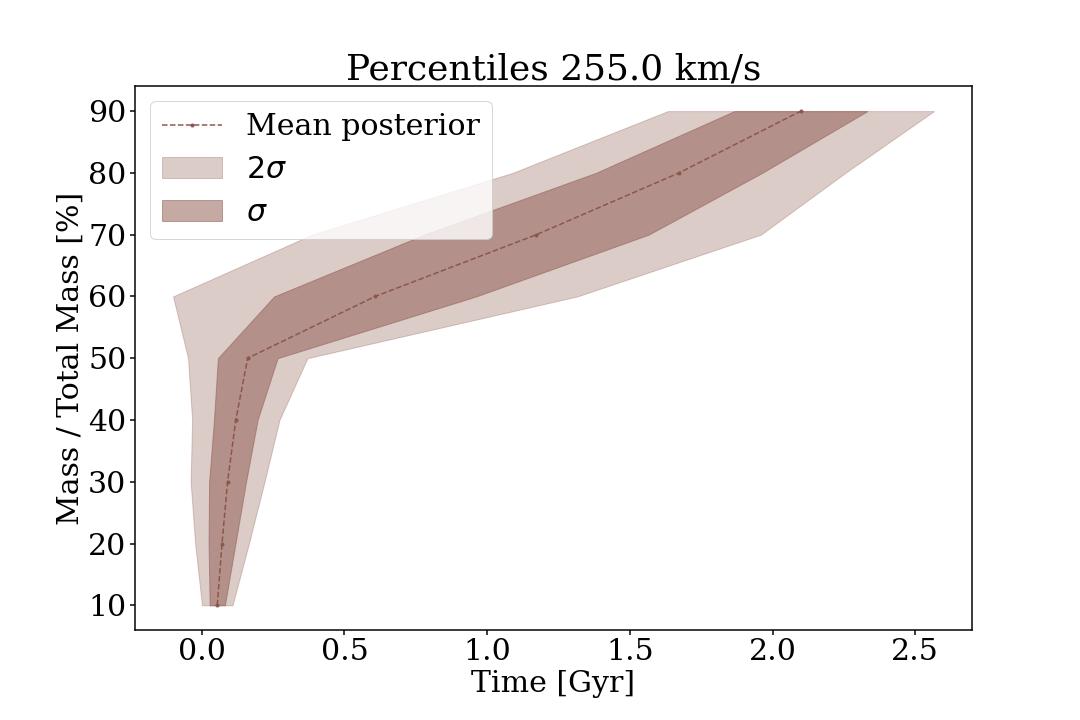 Percentiles 255.0 km/s
Mean posterior
2σ
σ
Mass / Total Mass [%]
90
80
70
60
50
40
30
20
10
0.0 0.5 1.0 1.5 2.0 2.5
Time [Gyr]